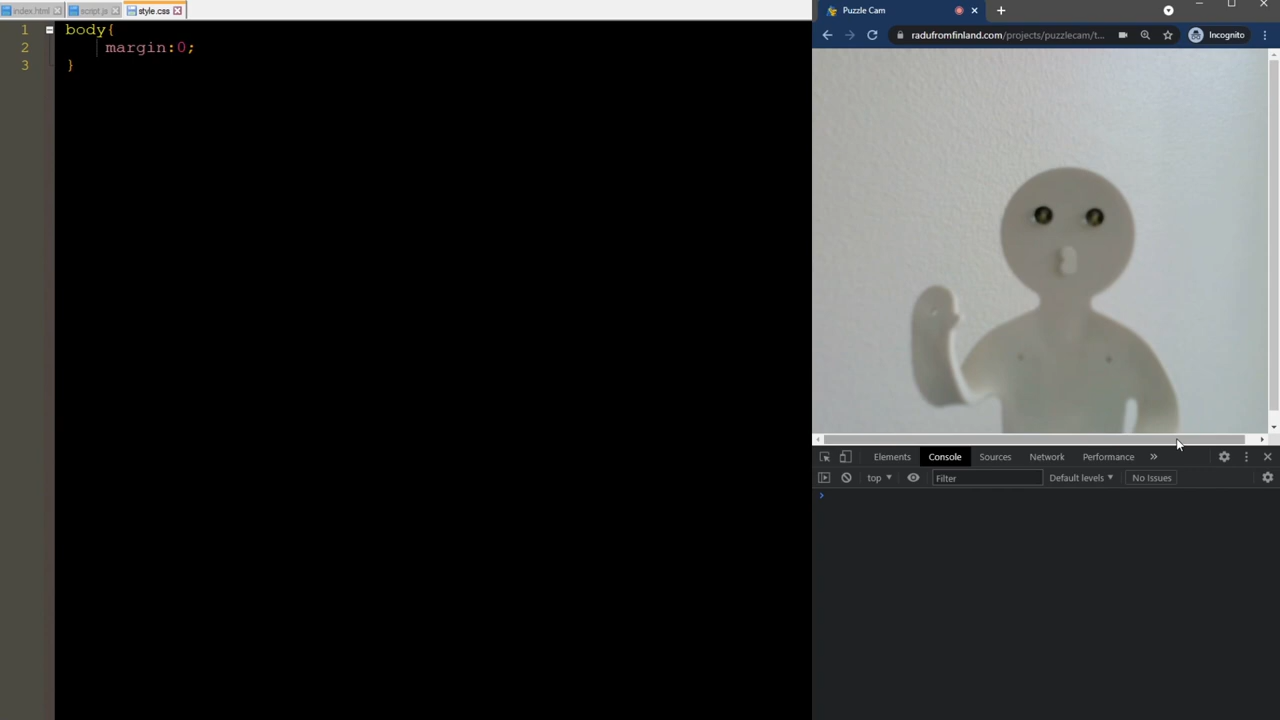 index.html
script.js
style.css
1 body{
2 margin:0;
3 }
Puzzle Cam
radufromfinland.com/projects/puzzlecam/t...
Incognito
Elements
Console
Sources
Network
Performance
top
Filter
Default levels
No Issues